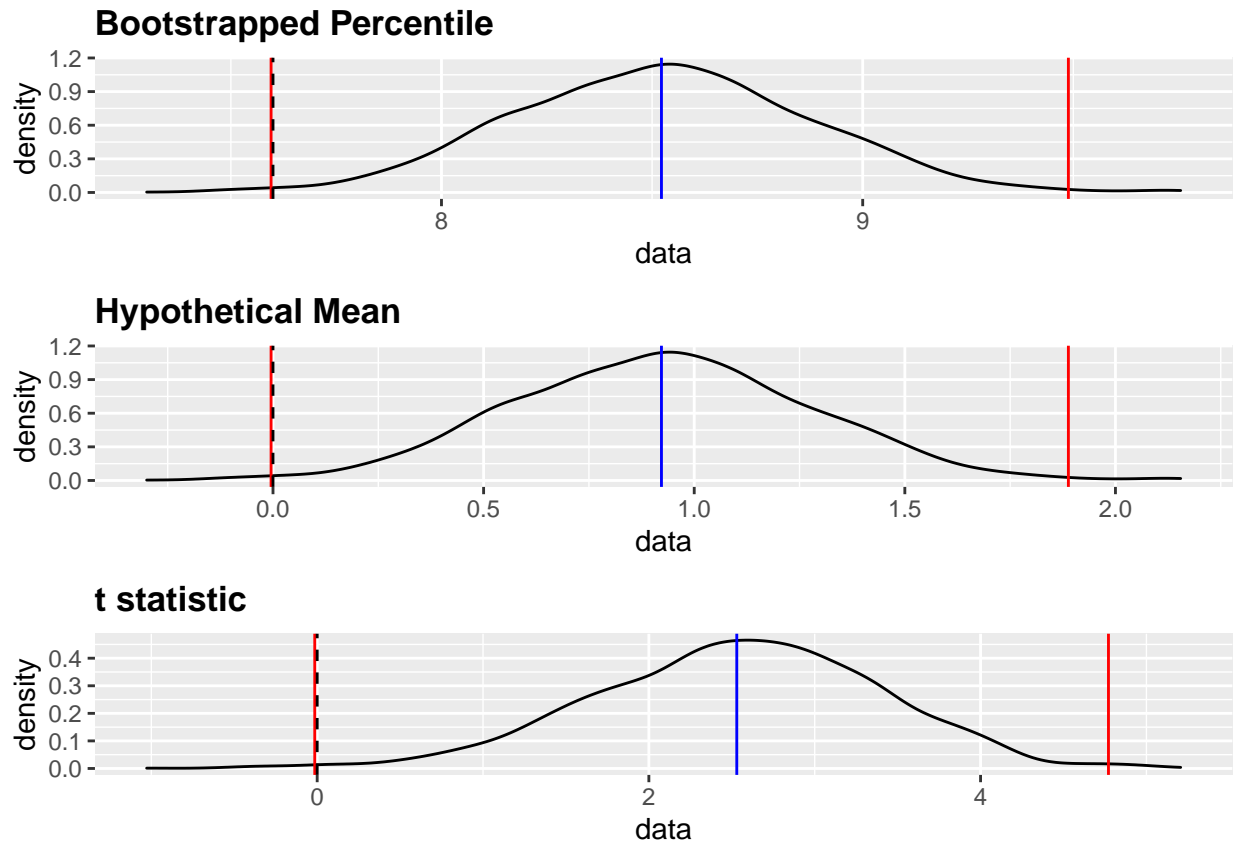 Bootstrapped Percentile
1.2
0.9
0.6
0.3
0.0
density
8 9
data
Hypothetical Mean
1.2
0.9
0.6
0.3
0.0
density
0.0 0.5 1.0 1.5 2.0
data
t statistic
0.4
0.3
0.2
0.1
0.0
density
0 2 4
data